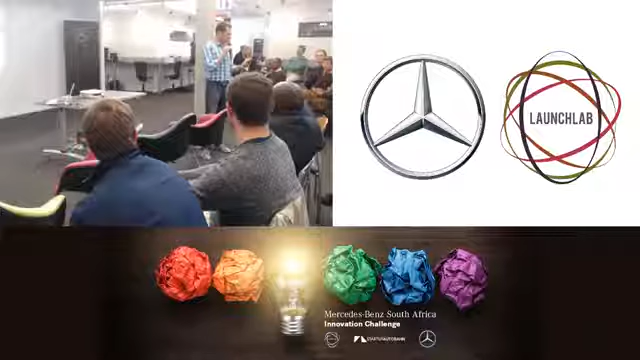 LAUNCHLAB
Mercedes-Benz South Africa
Innovation Challenge
STARTUPAUTOBAHN